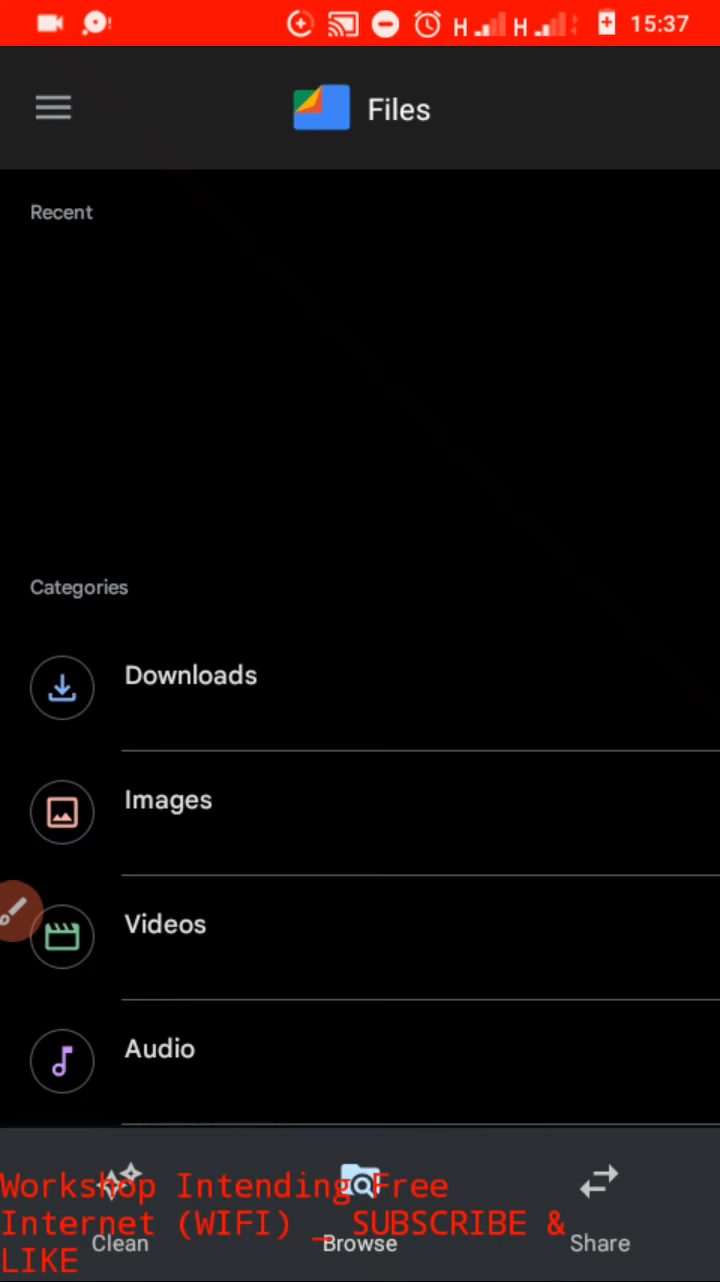 H H 15:37
Files
Recent
Categories
Downloads
Images
Videos
Audio
Workshop Intending Free
Internet (WIFI) _ SUBSCRIBE &
LIKE
Clean Browse Share